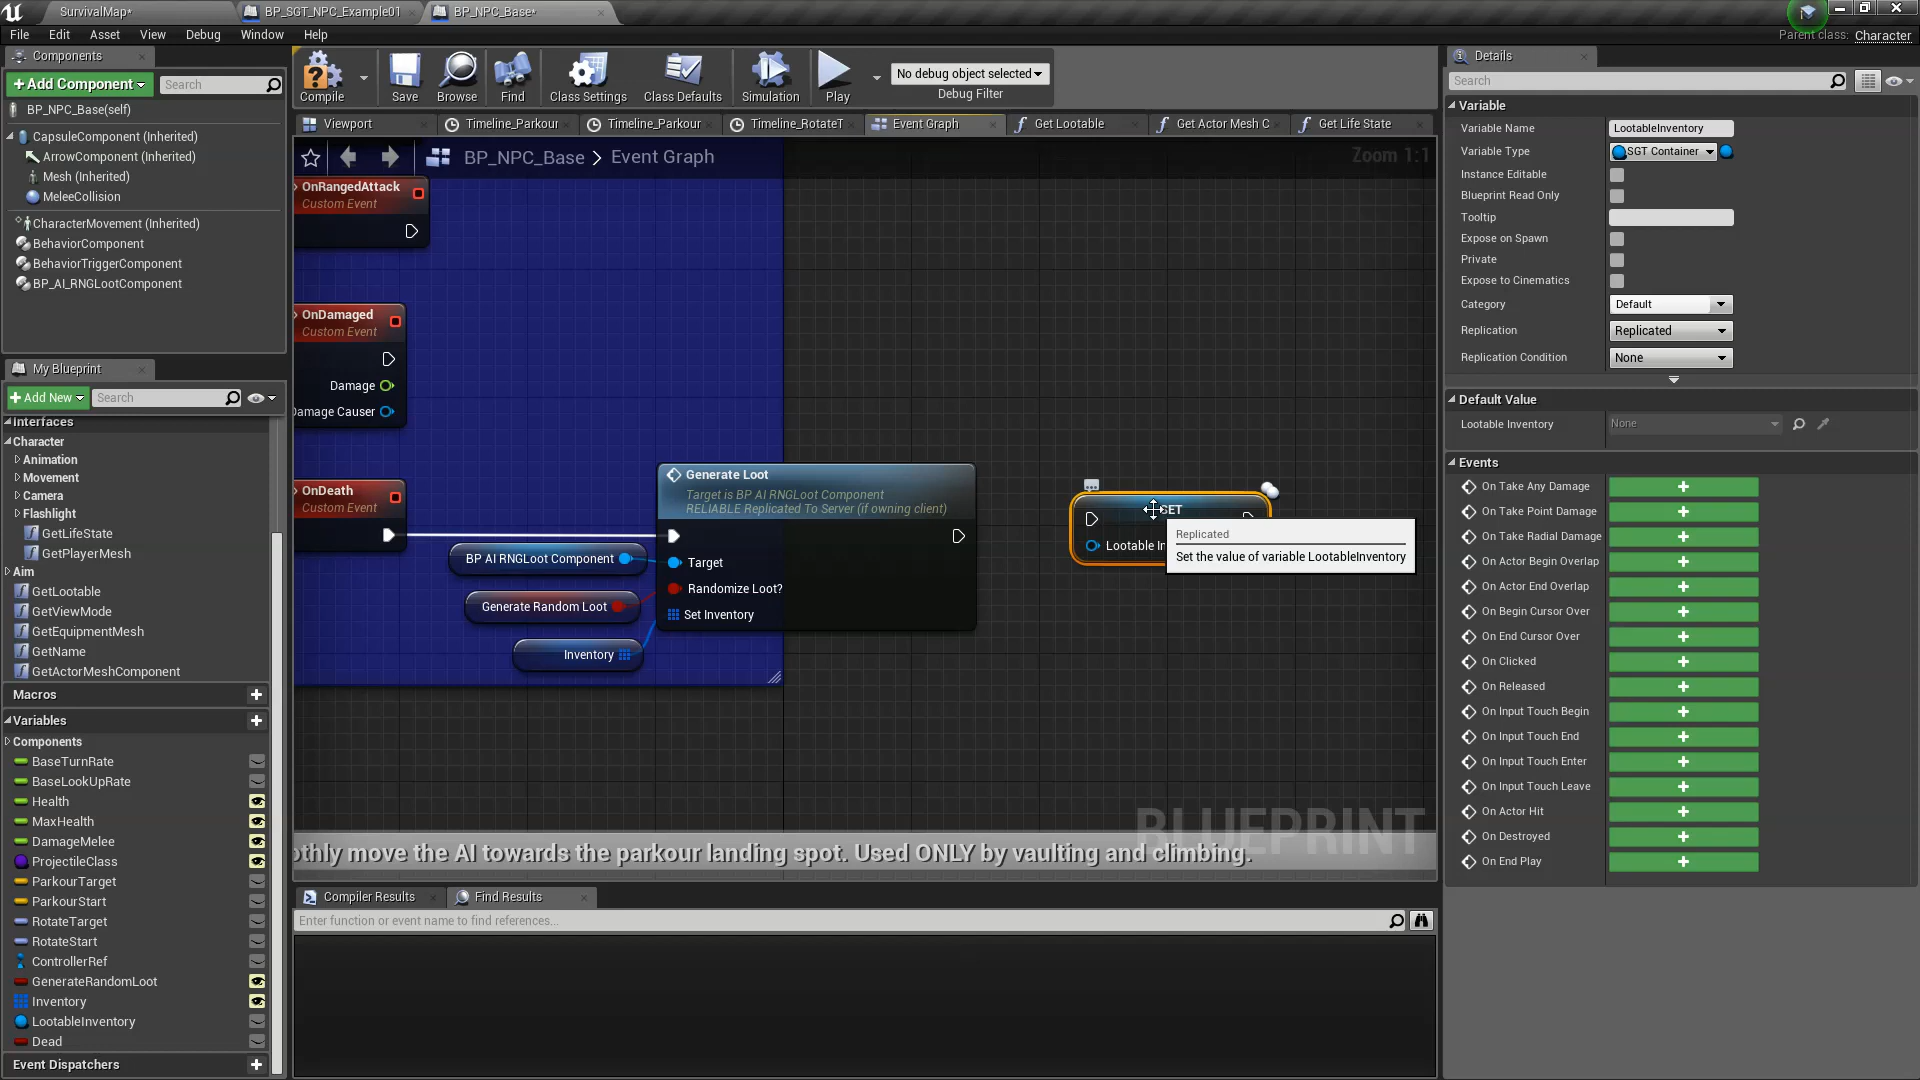 SurvivalMap*
BP_SGT_NPC_Example01
BP_NPC_Base*
File Edit Asset View Debug Window Help
Parent class: Character
Components
+Add Component
Search
BP_NPC_Base(self)
CapsuleComponent (Inherited)
ArrowComponent (Inherited)
Mesh (Inherited)
MeleeCollision
CharacterMovement (Inherited)
BehaviorComponent
BehaviorTriggerComponent
BP_AI_RNGLootComponent
My Blueprint
+Add New
Search
Interfaces
Character
Animation
Movement
Camera
Flashlight
GetLifeState
GetPlayerMesh
Aim
GetLootable
GetViewMode
GetEquipmentMesh
GetName
GetActorMeshComponent
Macros
Variables
Components
BaseTurnRate
BaseLookUpRate
Health
MaxHealth
DamageMelee
ProjectileClass
ParkourTarget
ParkourStart
RotateTarget
RotateStart
ControllerRef
GenerateRandomLoot
Inventory
LootableInventory
Dead
Event Dispatchers
Compile
Save
Browse
Find
Class Settings
Class Defaults
Simulation
Play
No debug object selected
Debug Filter
Viewport
Timeline_Parkour
Timeline_Parkour
Timeline_RotateT
Event Graph
Get Lootable
Get Actor Mesh C
Get Life State
BP_NPC_Base > Event Graph
Zoom 1:1
OnRangedAttack
Custom Event
OnDamaged
Custom Event
Damage
Damage Causer
OnDeath
Custom Event
BP AI RNGLoot Component
Generate Random Loot
Inventory
Generate Loot
Target is BP AI RNGLoot Component
RELIABLE Replicated To Server (if owning client)
Target
Randomize Loot?
Set Inventory
SET
Lootable In
Replicated
Set the value of variable LootableInventory
BLUEPRINT
othly move the AI towards the parkour landing spot. Used ONLY by vaulting and climbing.
Compiler Results
Find Results
Enter function or event name to find references...
Details
Search
Variable
Variable Name LootableInventory
Variable Type SGT Container
Instance Editable
Blueprint Read Only
Tooltip
Expose on Spawn
Private
Expose to Cinematics
Category Default
Replication Replicated
Replication Condition None
Default Value
Lootable Inventory None
Events
On Take Any Damage
On Take Point Damage
On Take Radial Damage
On Actor Begin Overlap
On Actor End Overlap
On Begin Cursor Over
On End Cursor Over
On Clicked
On Released
On Input Touch Begin
On Input Touch End
On Input Touch Enter
On Input Touch Leave
On Actor Hit
On Destroyed
On End Play